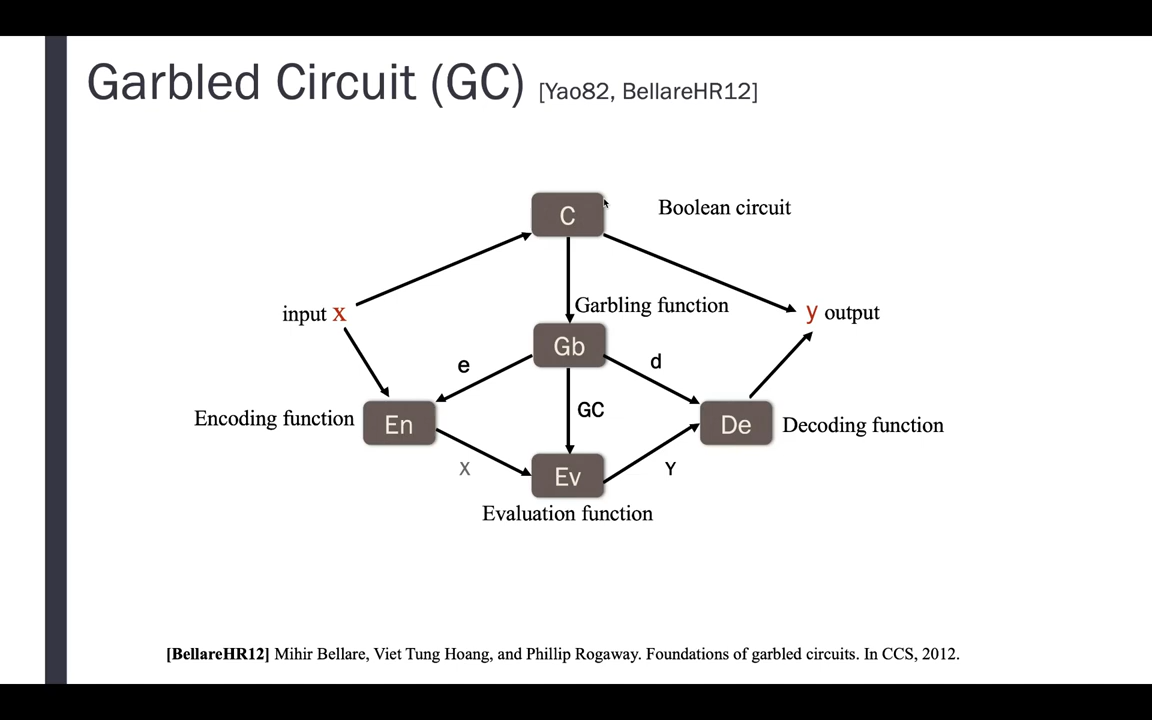 Garbled Circuit (GC) [Yao82, BellareHR12]
C
Boolean circuit
input x
Garbling function
y output
Gb
e
d
GC
Encoding function
En
De
Decoding function
X
Ev
Y
Evaluation function
[BellareHR12] Mihir Bellare, Viet Tung Hoang, and Phillip Rogaway. Foundations of garbled circuits. In CCS, 2012.